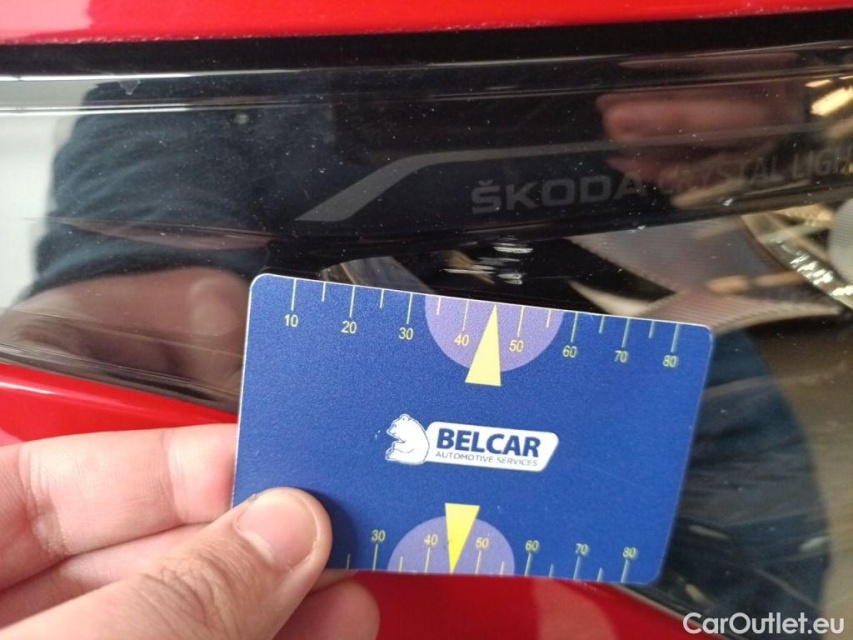 ŠKODA CRYSTAL LIGH
10 20 30 40 50 60 70 80
BELCAR
AUTOMOTIVE SERVICES
30 40 50 60 70 80
CarOutlet.eu